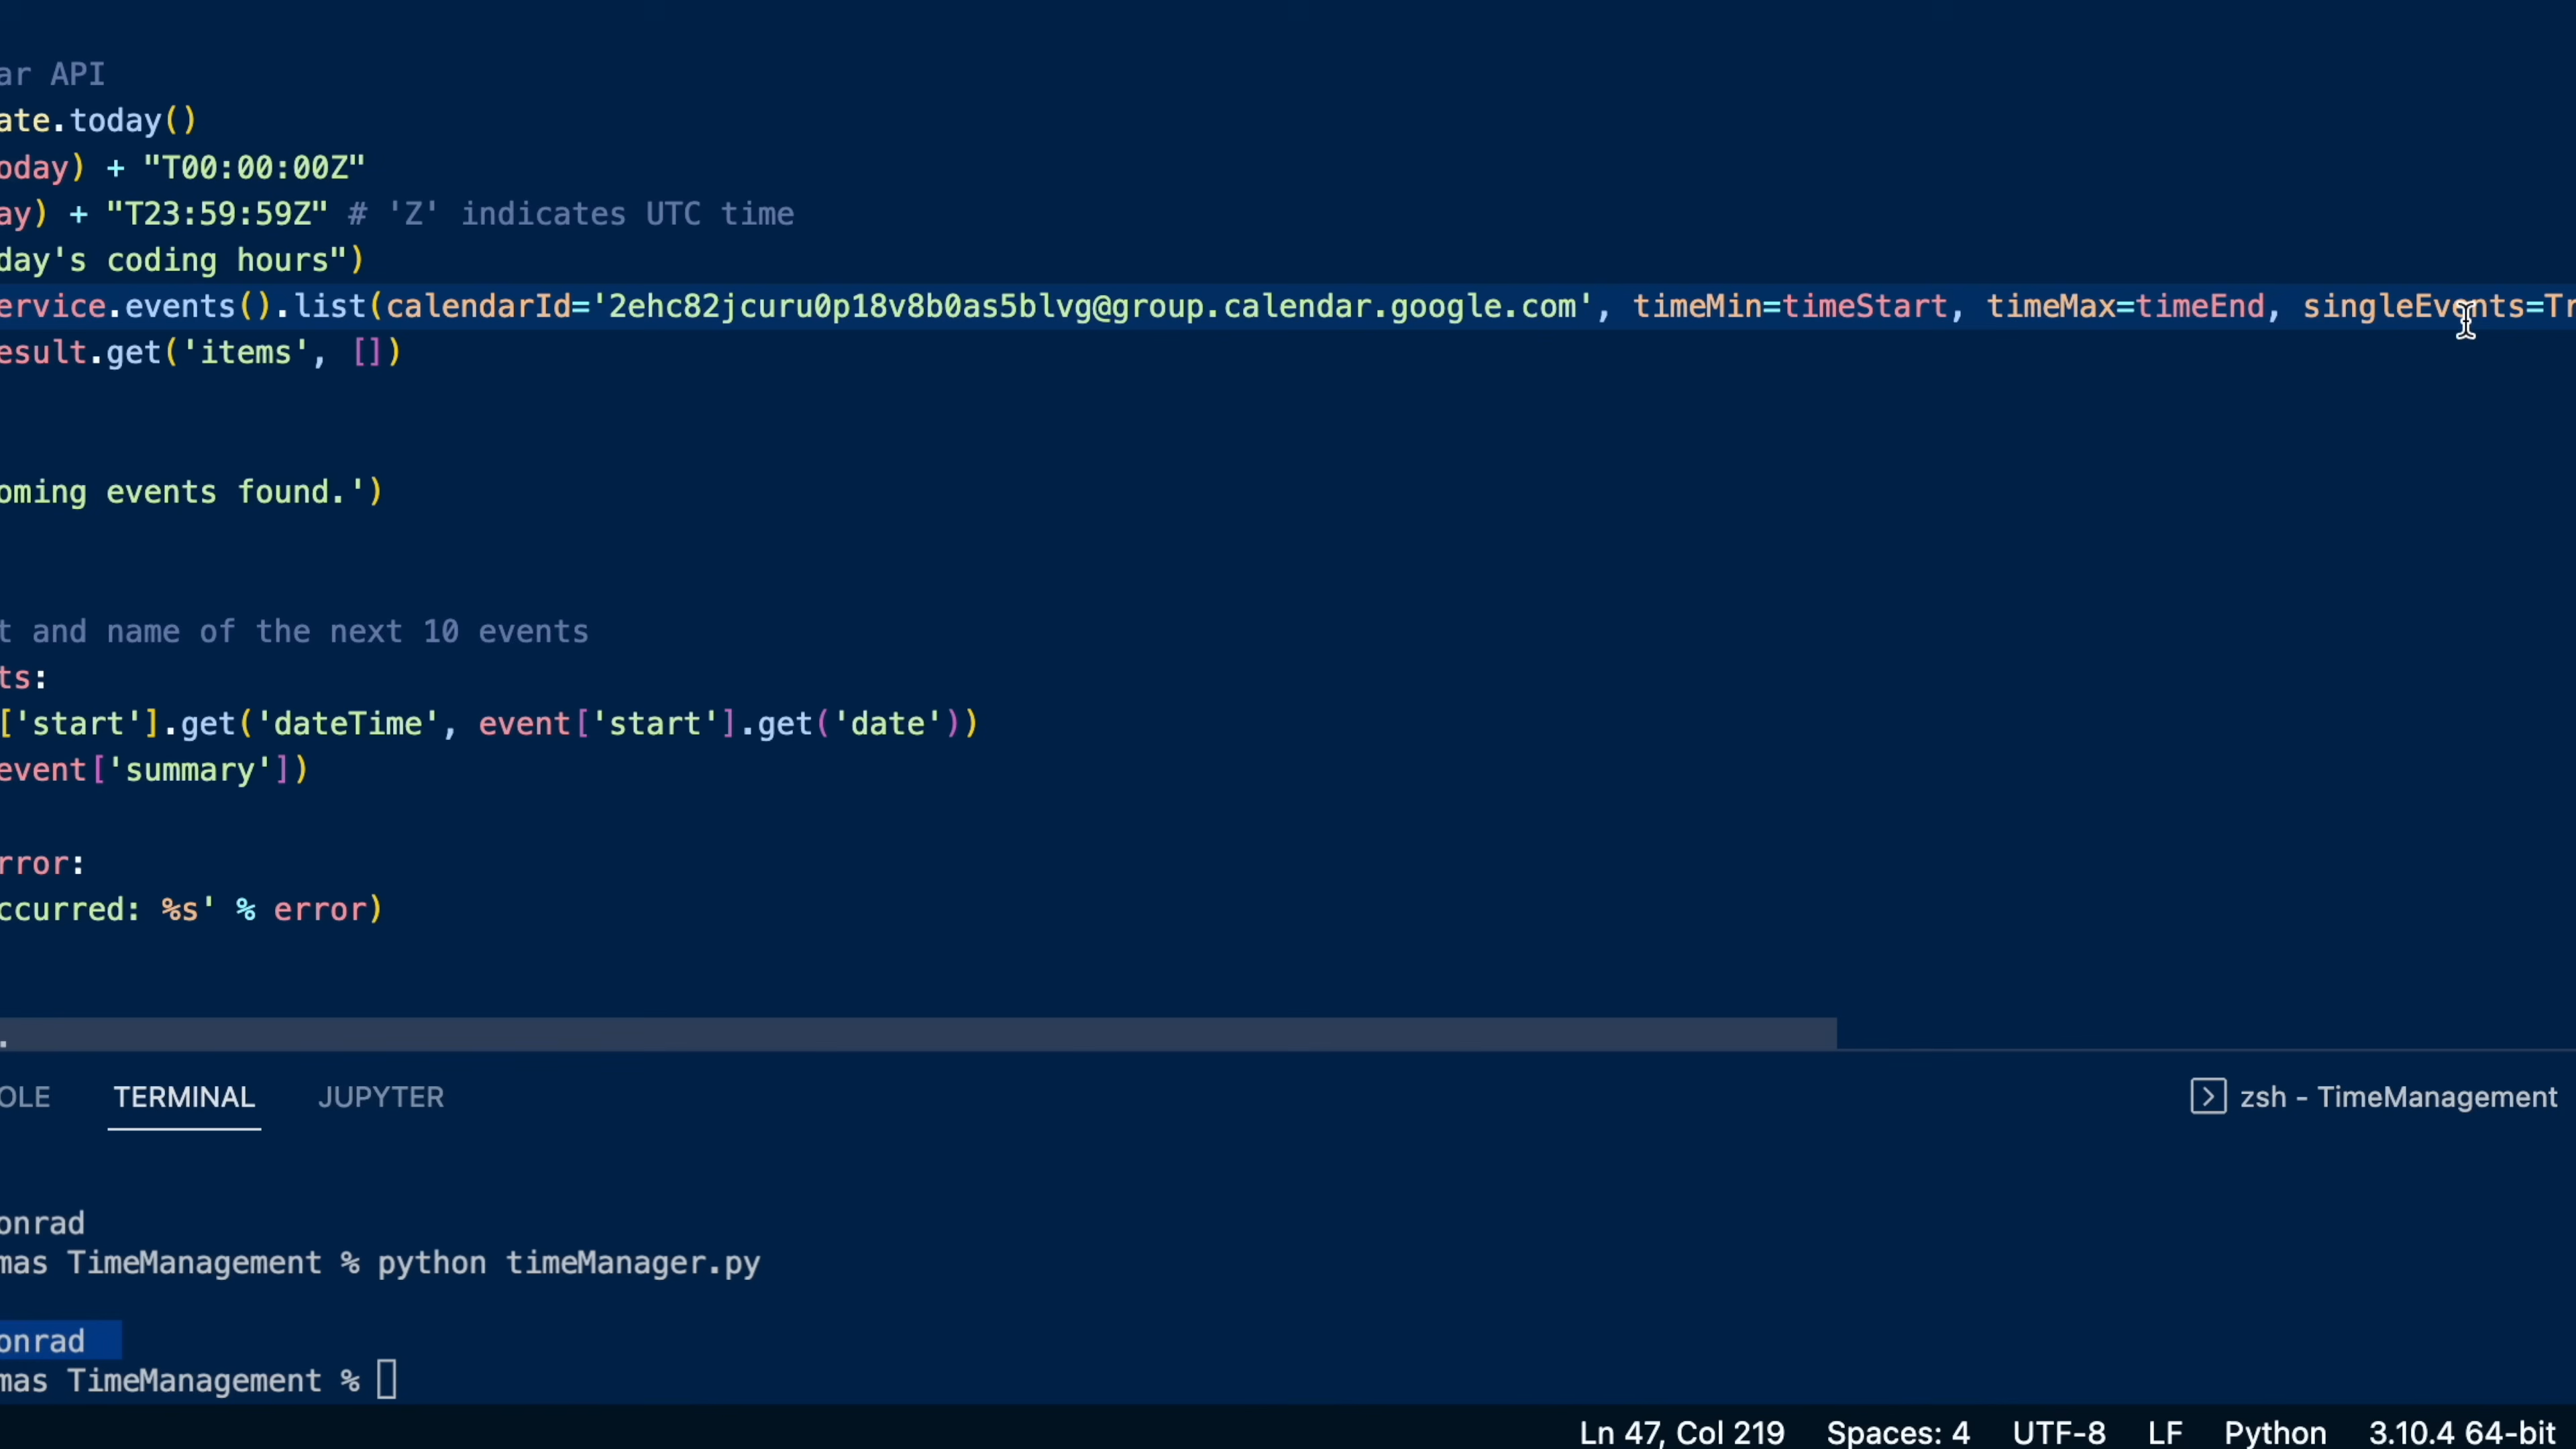 ar API
ate.today()
oday) + "T00:00:00Z"
ay) + "T23:59:59Z" # 'Z' indicates UTC time
day's coding hours")
ervice.events().list(calendarId='2ehc82jcuru0p18v8b0as5blvg@group.calendar.google.com', timeMin=timeStart, timeMax=timeEnd, singleEvents=Tr
esult.get('items', [])
oming events found.')
t and name of the next 10 events
ts:
['start'].get('dateTime', event['start'].get('date'))
event['summary'])
rror:
ccurred: %s' % error)
.
OLE TERMINAL JUPYTER zsh - TimeManagement
onrad
mas TimeManagement % python timeManager.py
onrad
mas TimeManagement %
Ln 47, Col 219 Spaces: 4 UTF-8 LF Python 3.10.4 64-bit